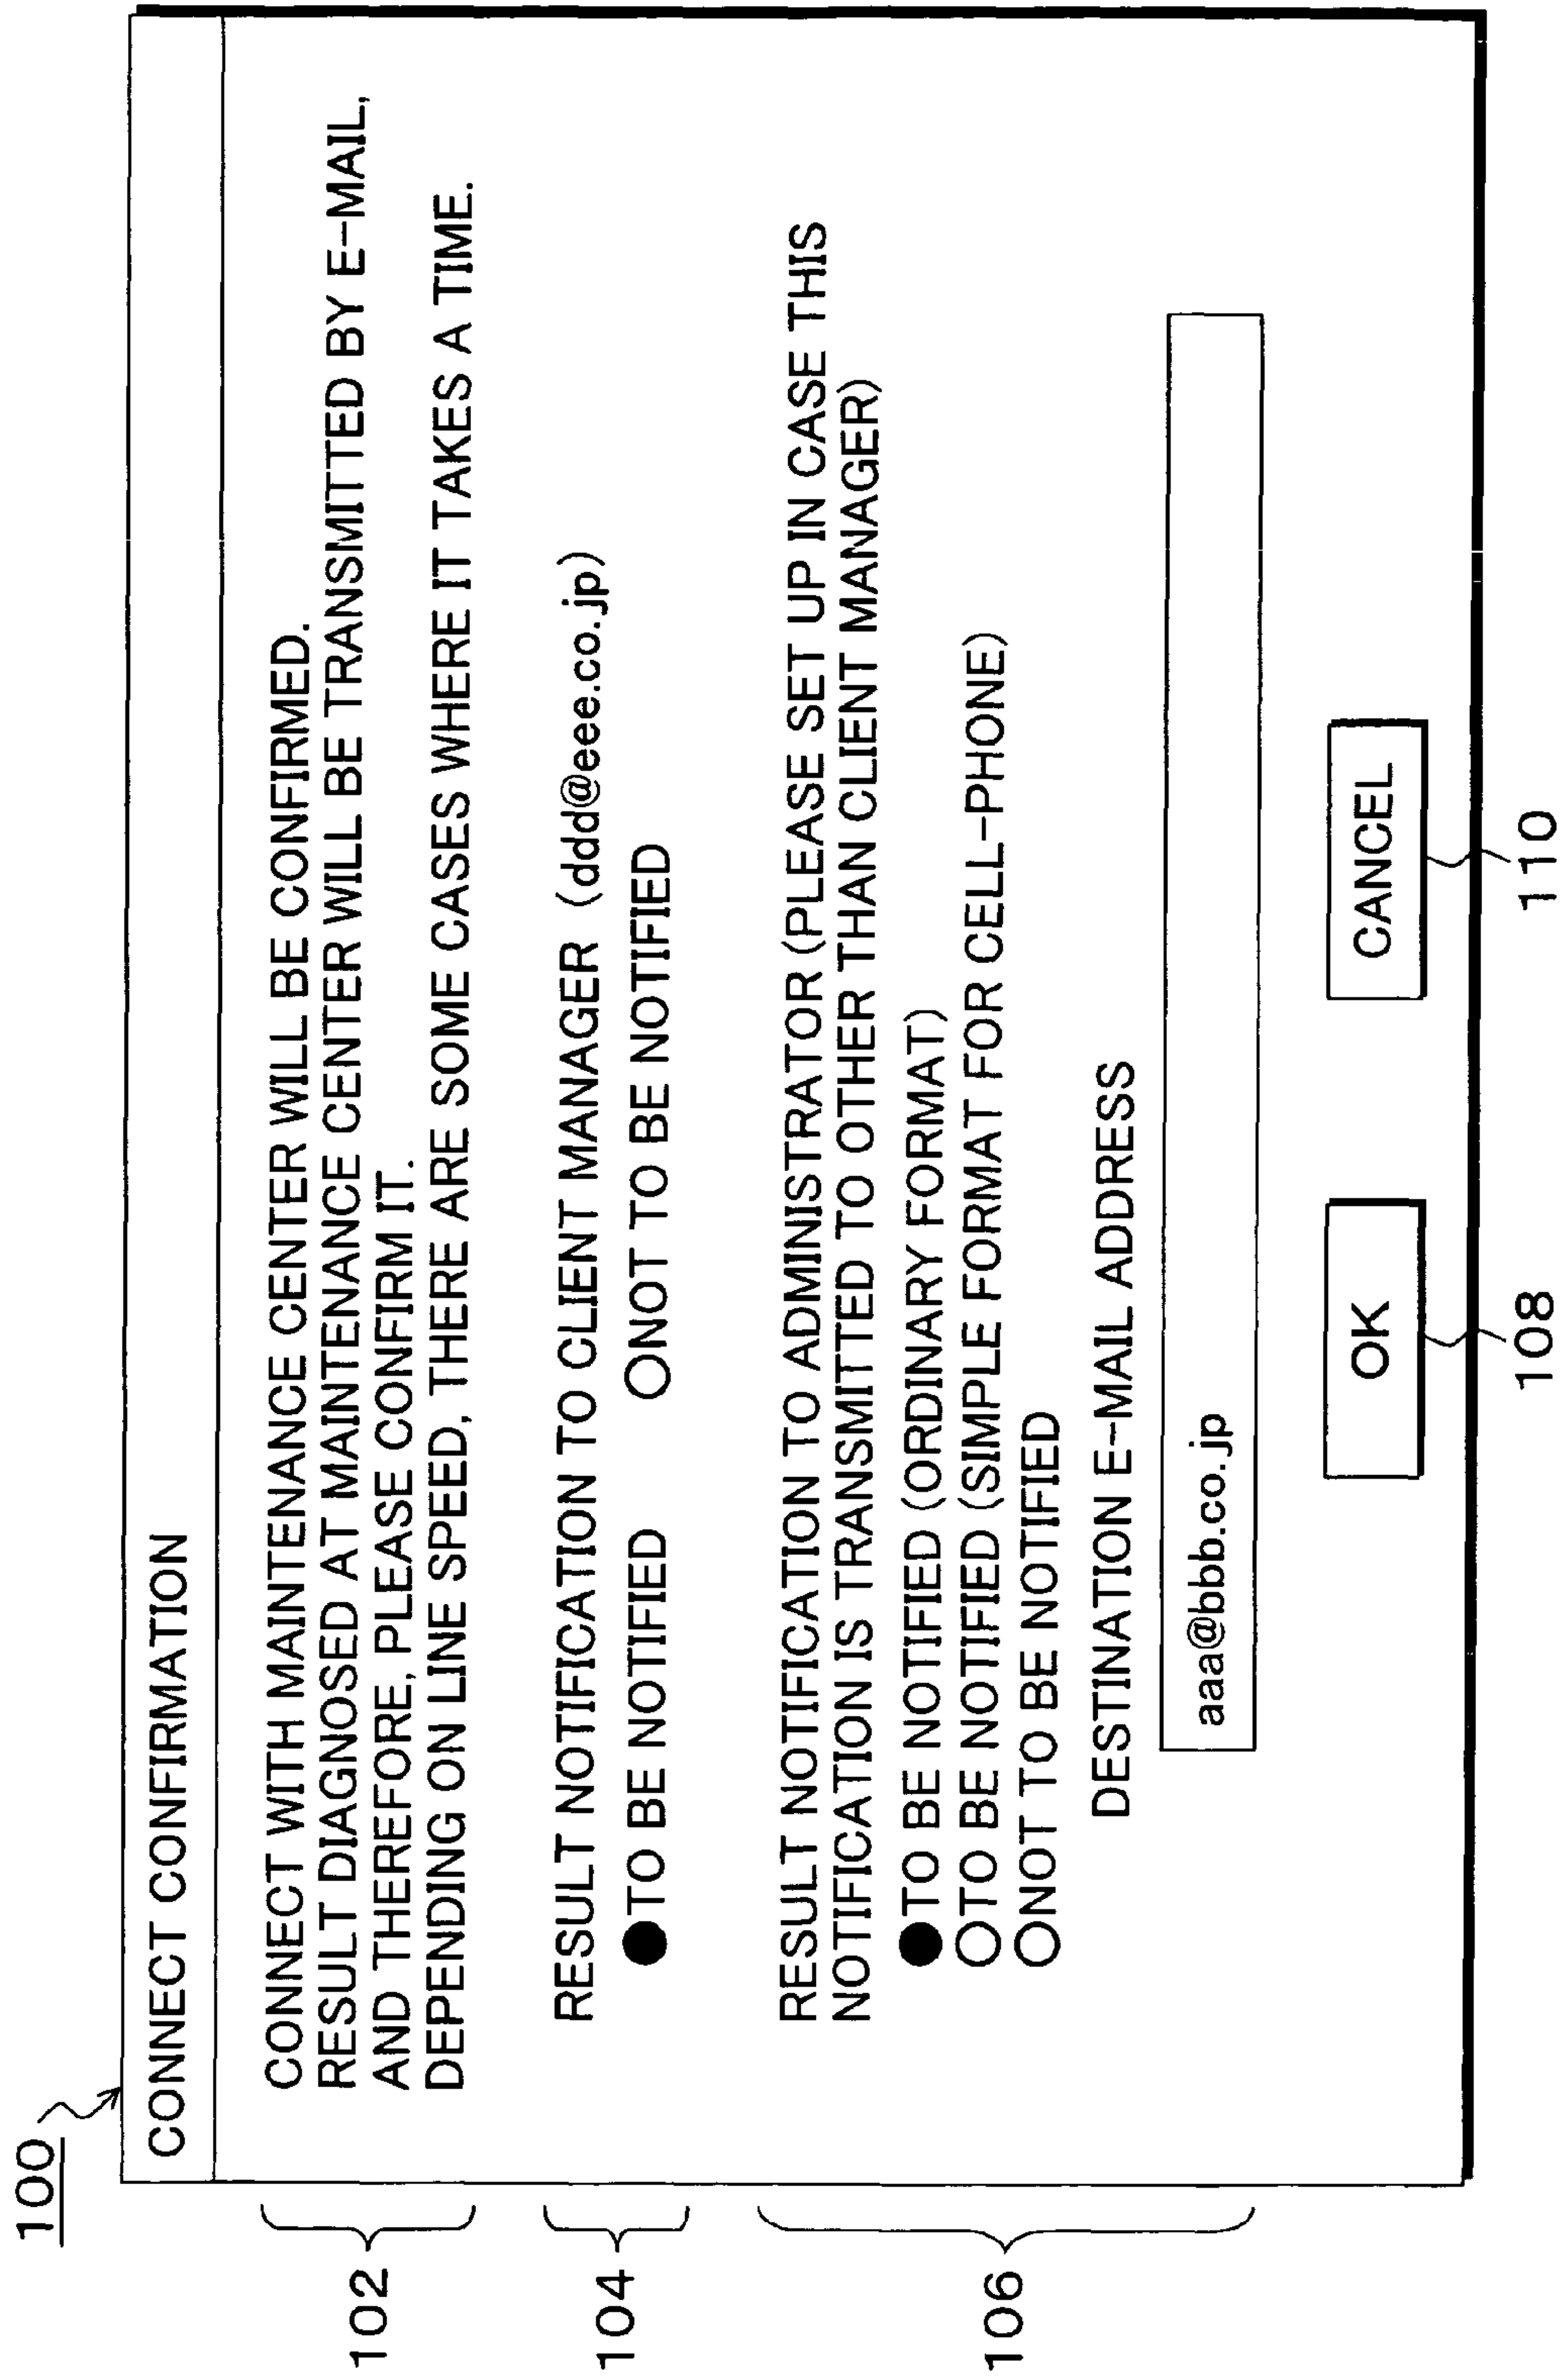 100
CONNECT CONFIRMATION
102
CONNECT WITH MAINTENANCE CENTER WILL BE CONFIRMED.
RESULT DIAGNOSED AT MAINTENANCE CENTER WILL BE TRANSMITTED BY E-MAIL,
AND THEREFORE, PLEASE CONFIRM IT.
DEPENDING ON LINE SPEED, THERE ARE SOME CASES WHERE IT TAKES A TIME.
104
RESULT NOTIFICATION TO CLIENT MANAGER (ddd@eee.co.jp)
●TO BE NOTIFIED ○NOT TO BE NOTIFIED
106
RESULT NOTIFICATION TO ADMINISTRATOR (PLEASE SET UP IN CASE THIS
NOTIFICATION IS TRANSMITTED TO OTHER THAN CLIENT MANAGER)
●TO BE NOTIFIED (ORDINARY FORMAT)
○TO BE NOTIFIED (SIMPLE FORMAT FOR CELL-PHONE)
○NOT TO BE NOTIFIED
DESTINATION E-MAIL ADDRESS
aaa@bbb.co.jp
OK CANCEL
108 110